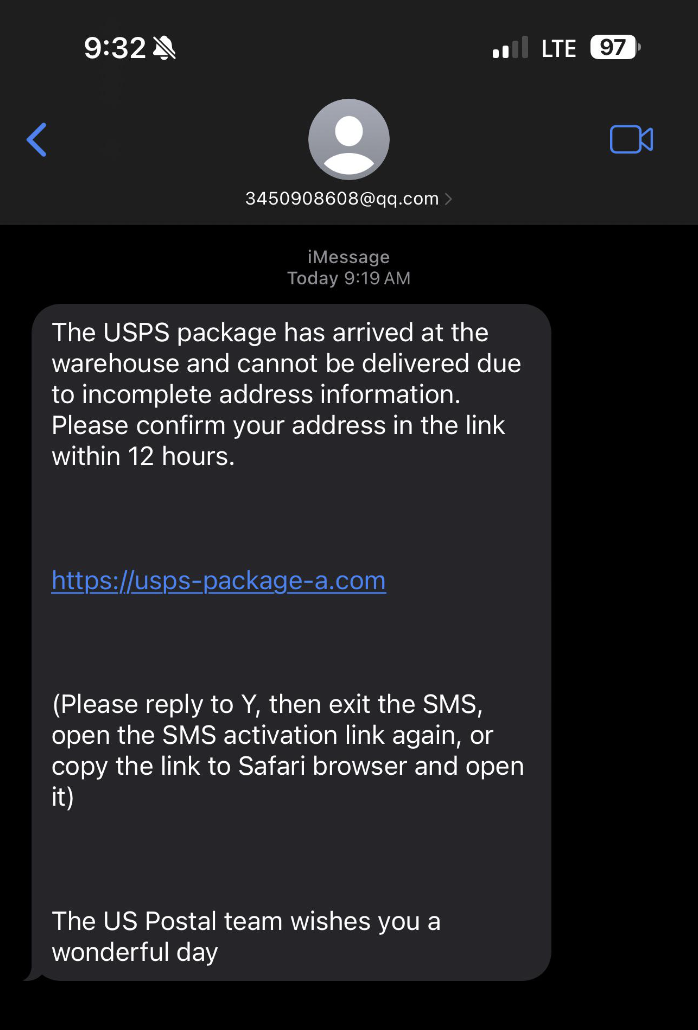 9:32
LTE 97
3450908608@qq.com
iMessage
Today 9:19 AM
The USPS package has arrived at the
warehouse and cannot be delivered due
to incomplete address information.
Please confirm your address in the link
within 12 hours.
https://usps-package-a.com
(Please reply to Y, then exit the SMS,
open the SMS activation link again, or
copy the link to Safari browser and open
it)
The US Postal team wishes you a
wonderful day